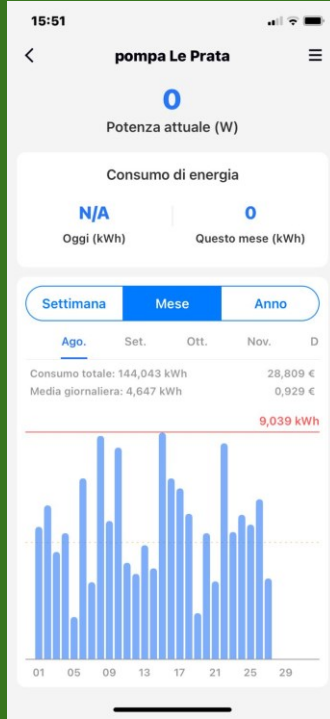 15:51
pompa Le Prata
0
Potenza attuale (W)
Consumo di energia
N/A 0
Oggi (kWh) Questo mese (kWh)
Settimana Mese Anno
Ago. Set. Ott. Nov. D
Consumo totale: 144,043 kWh 28,809 €
Media giornaliera: 4,647 kWh 0,929 €
9,039 kWh
01 05 09 13 17 21 25 29